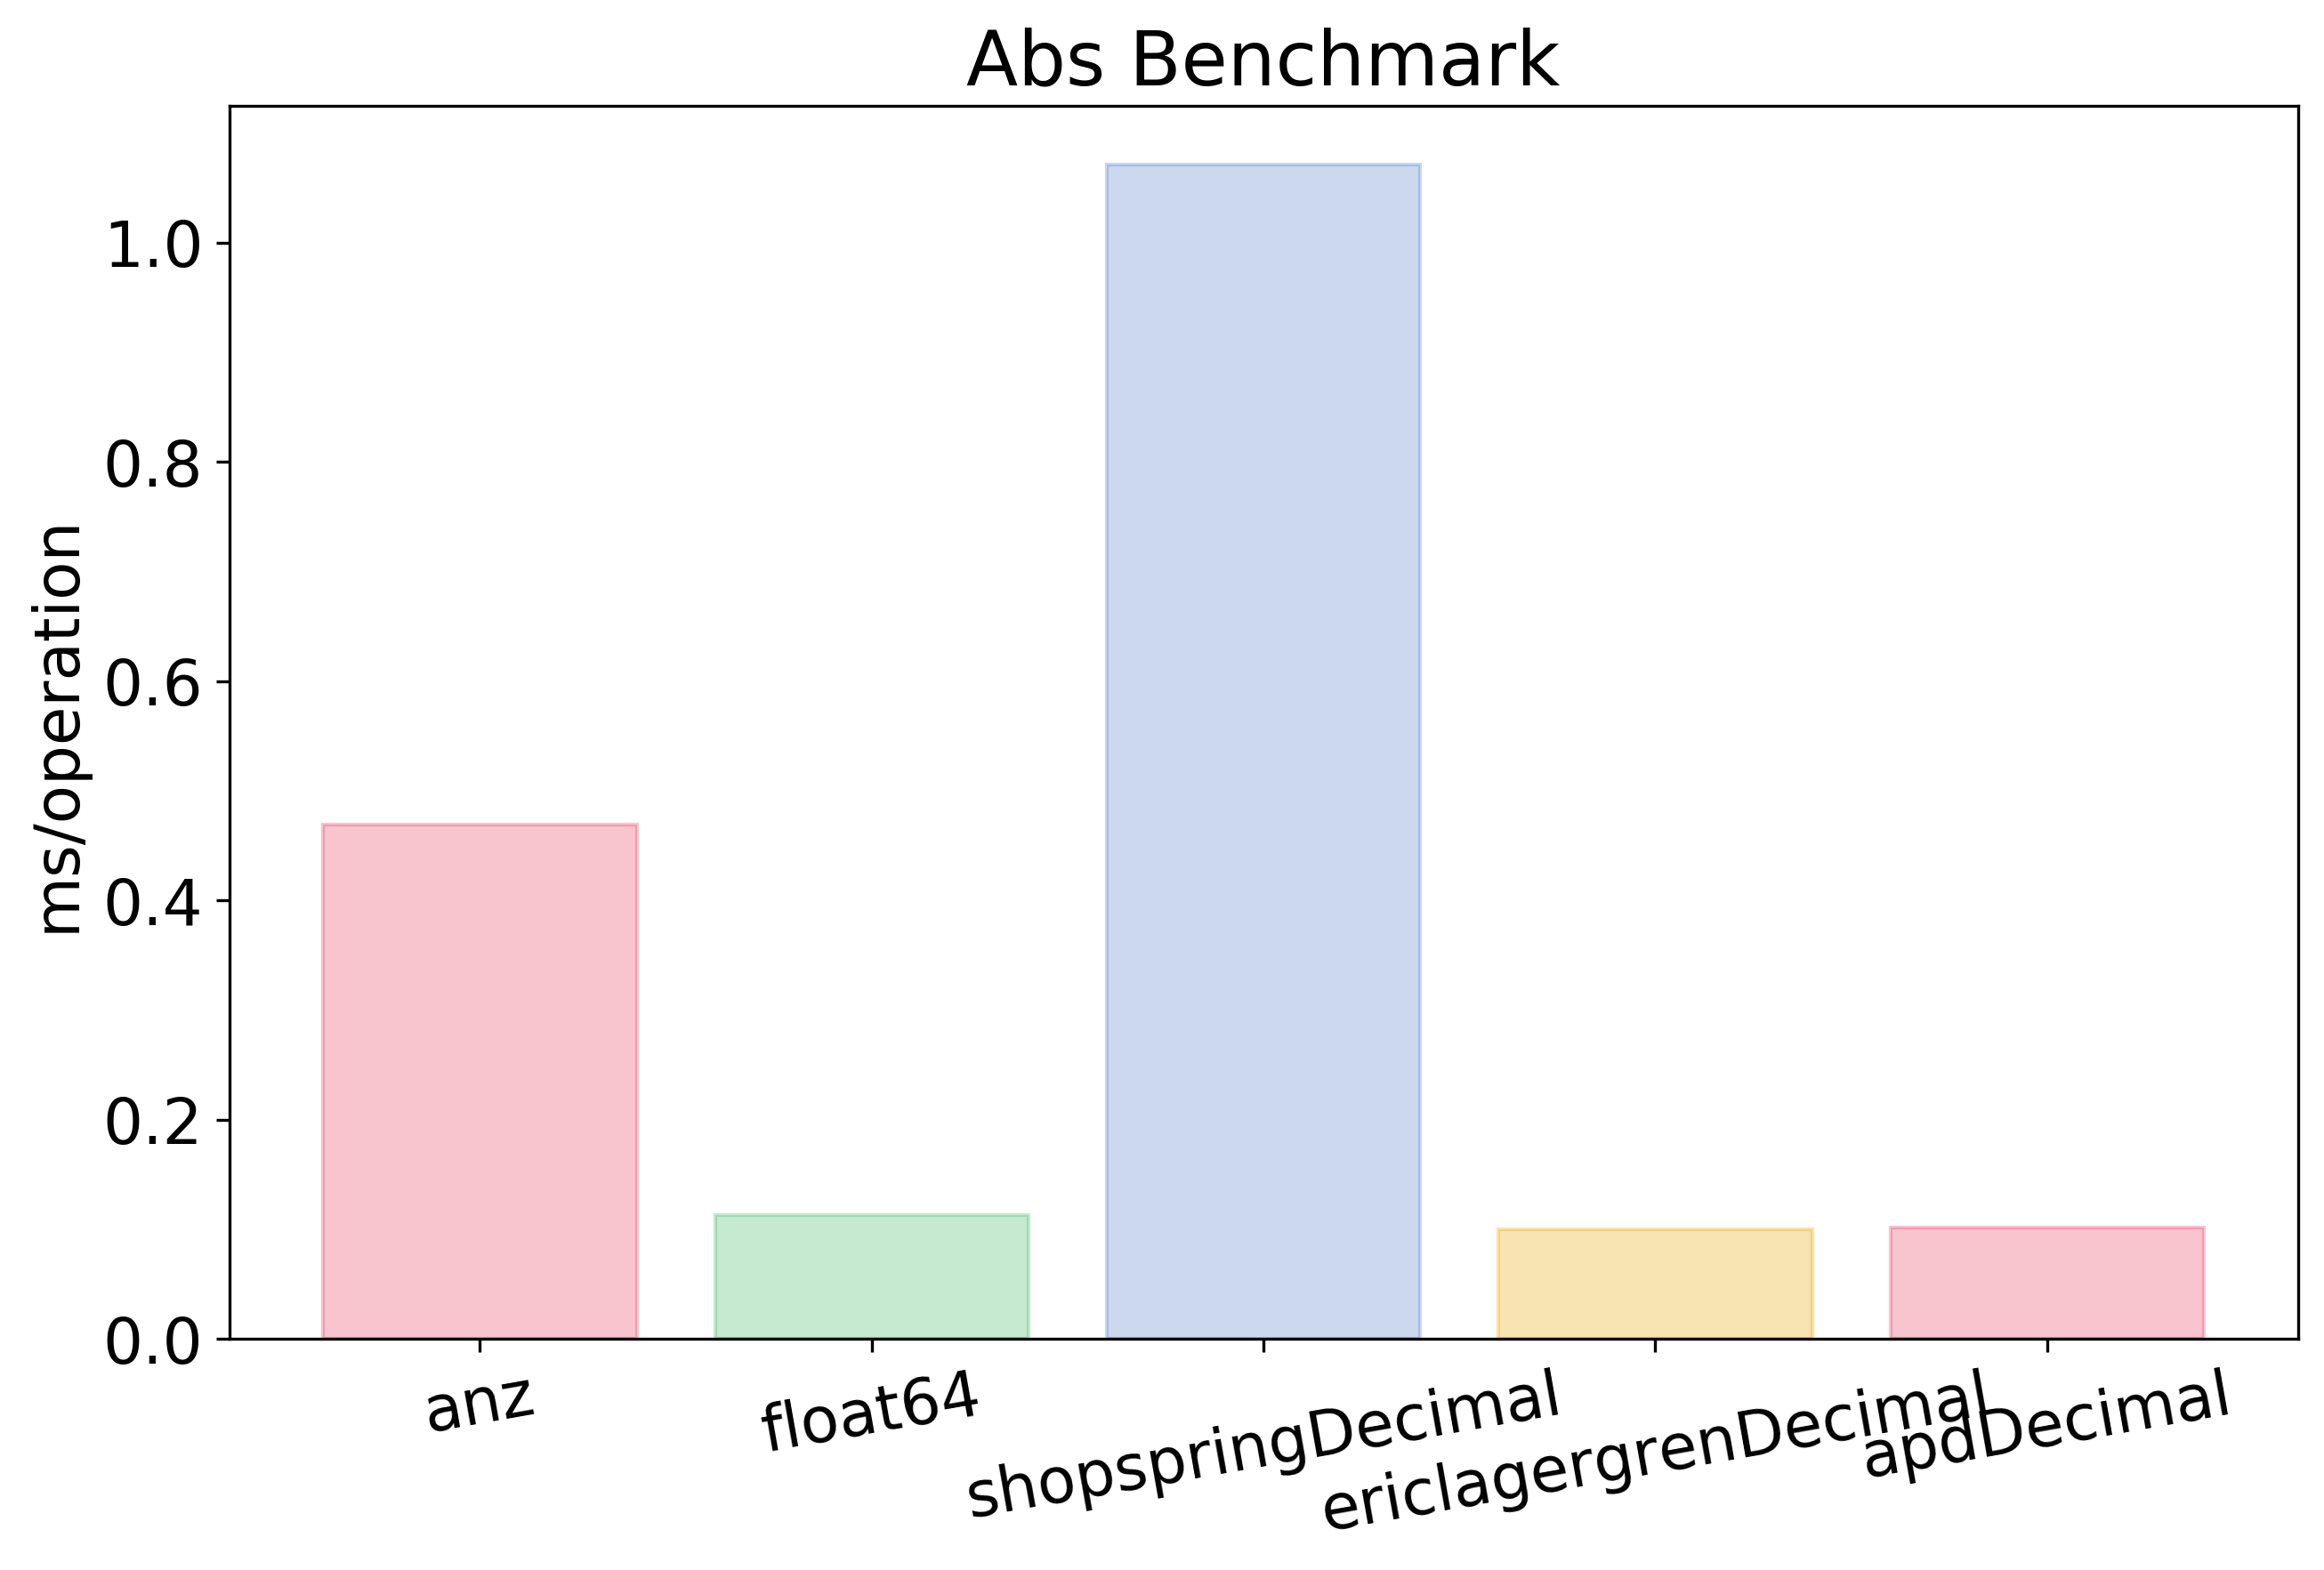 Abs Benchmark
ms/operation
1.0
0.8
0.6
0.4
0.2
0.0
anz
float64
shopspringDecimal
ericlagergrenDecimal
apdDecimal